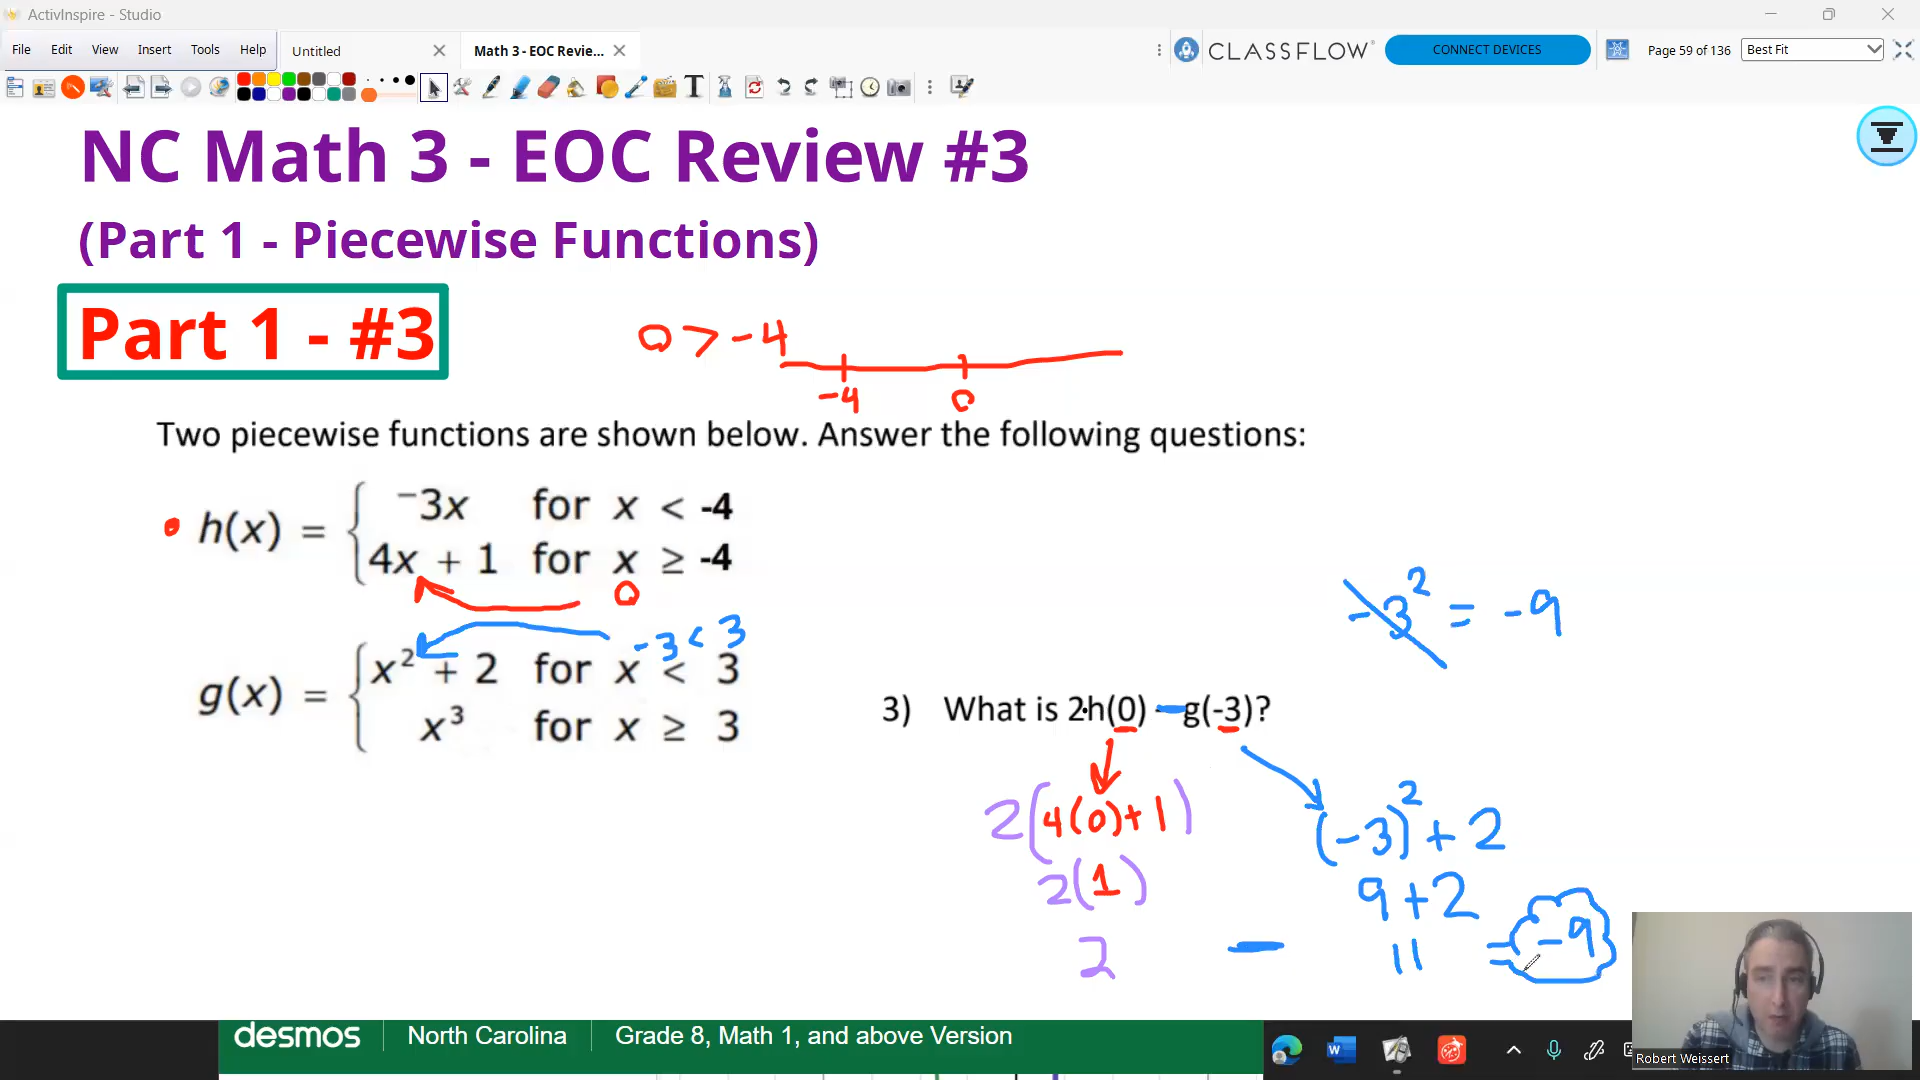 ActivInspire - Studio
File Edit View Insert Tools Help
Untitled
Math 3 - EOC Revie...
CLASSFLOW
CONNECT DEVICES
Page 59 of 136
Best Fit
NC Math 3 - EOC Review #3
(Part 1 - Piecewise Functions)
Part 1 - #3
0 > -4
-4 0
Two piecewise functions are shown below. Answer the following questions:
h(x) = { ⁻3x for x < -4
4x + 1 for x ≥ -4
0
-3 < 3
g(x) = { x² + 2 for x < 3
x³ for x ≥ 3
-3² = -9
3) What is 2·h(0) - g(-3)?
2(4(0)+1)
(-3)² + 2
2(1)
9+2
2 - 11 = -9
desmos North Carolina Grade 8, Math 1, and above Version
Robert Weissert